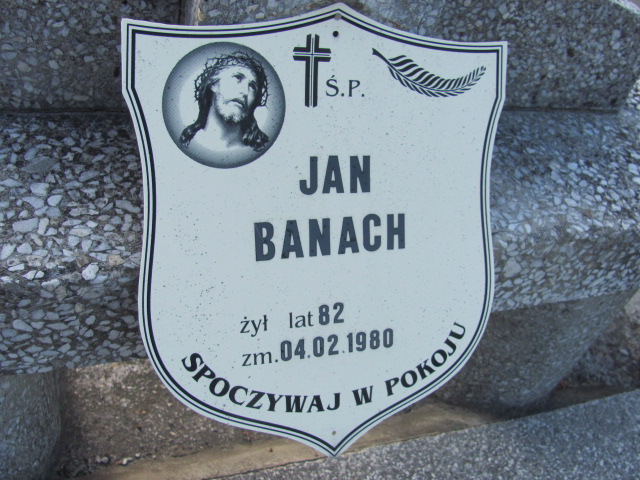 Ś.P.
JAN
BANACH
żył lat 82
zm. 04.02.1980
SPOCZYWAJ W POKOJU